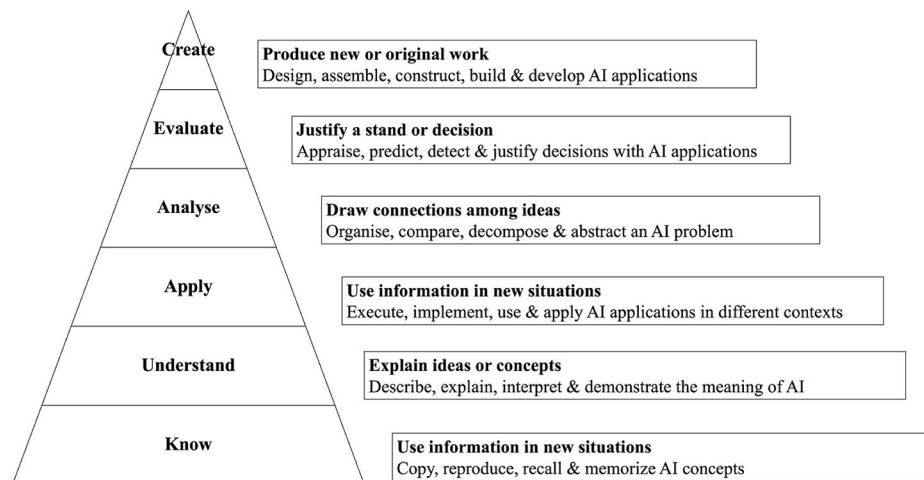 Create
Produce new or original work
Design, assemble, construct, build & develop AI applications
Evaluate
Justify a stand or decision
Appraise, predict, detect & justify decisions with AI applications
Analyse
Draw connections among ideas
Organise, compare, decompose & abstract an AI problem
Apply
Use information in new situations
Execute, implement, use & apply AI applications in different contexts
Understand
Explain ideas or concepts
Describe, explain, interpret & demonstrate the meaning of AI
Know
Use information in new situations
Copy, reproduce, recall & memorize AI concepts